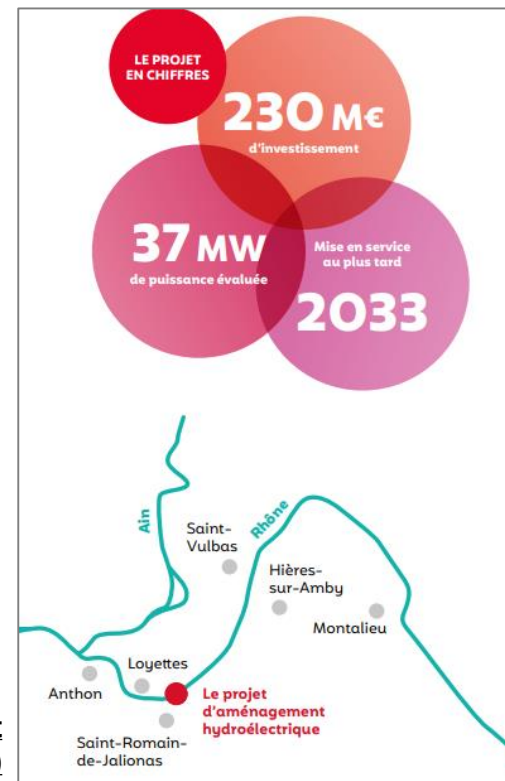 LE PROJET
EN CHIFFRES
230 M€
d'investissement
37 MW
de puissance évaluée
Mise en service
au plus tard
2033
Ain
Rhône
Saint-
Vulbas
Hières-
sur-Amby
Montalieu
Loyettes
Anthon
Le projet
d'aménagement
hydroélectrique
Saint-Romain-
de-Jalionas